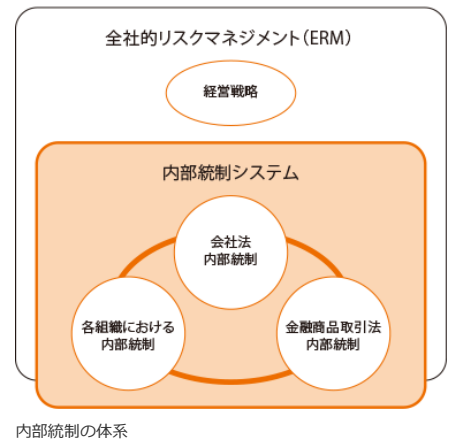 全社的リスクマネジメント(ERM)
経営戦略
内部統制システム
会社法
内部統制
各組織における
内部統制
金融商品取引法
内部統制
内部統制の体系